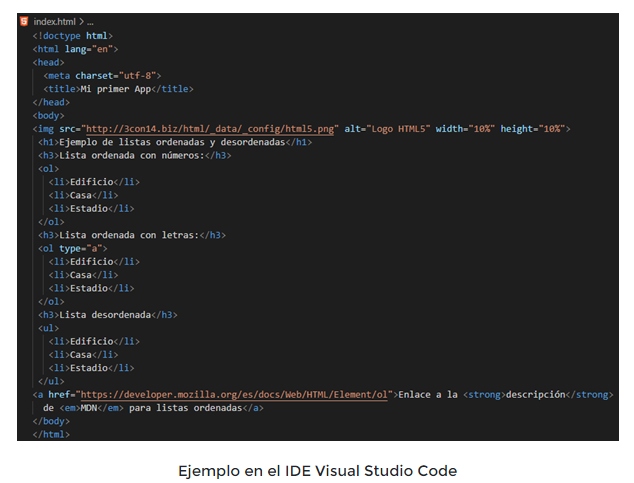 index.html > ...
<!doctype html>
<html lang="en">
<head>
<meta charset="utf-8">
<title>Mi primer App</title>
</head>
<body>
<img src="http://3con14.biz/html/_data/_config/html5.png" alt="Logo HTML5" width="10%" height="10%">
<h1>Ejemplo de listas ordenadas y desordenadas</h1>
<h3>Lista ordenada con números:</h3>
<ol>
<li>Edificio</li>
<li>Casa</li>
<li>Estadio</li>
</ol>
<h3>Lista ordenada con letras:</h3>
<ol type="a">
<li>Edificio</li>
<li>Casa</li>
<li>Estadio</li>
</ol>
<h3>Lista desordenada</h3>
<ul>
<li>Edificio</li>
<li>Casa</li>
<li>Estadio</li>
</ul>
<a href="https://developer.mozilla.org/es/docs/Web/HTML/Element/ol">Enlace a la <strong>descripción</strong>
de <em>MDN</em> para listas ordenadas</a>
</body>
</html>
Ejemplo en el IDE Visual Studio Code